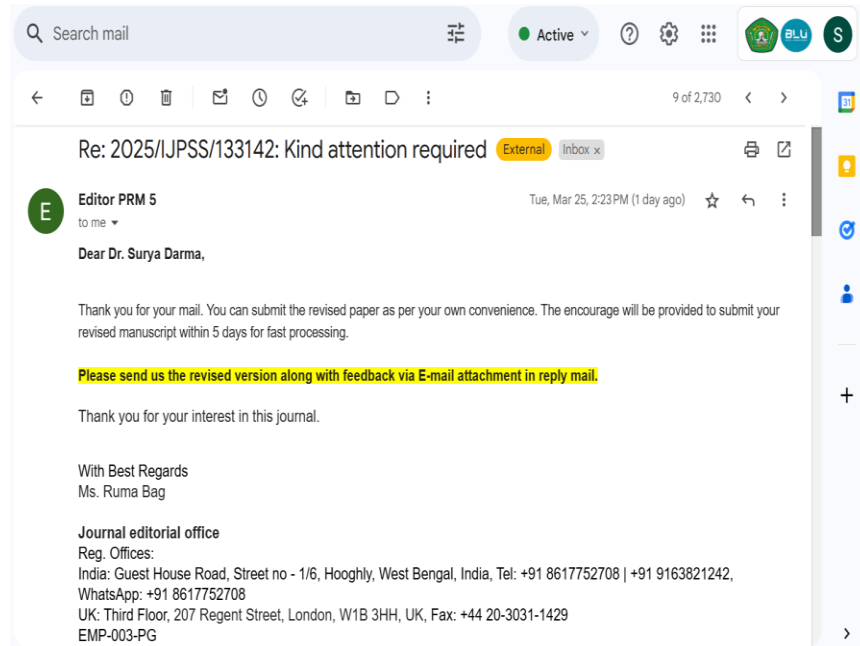 Search mail
Active
9 of 2,730
31
BLU
S
Re: 2025/IJPSS/133142: Kind attention required External Inbox x
E
Editor PRM 5
Tue, Mar 25, 2:23 PM (1 day ago)
to me
Dear Dr. Surya Darma,
Thank you for your mail. You can submit the revised paper as per your own convenience. The encourage will be provided to submit your
revised manuscript within 5 days for fast processing.
Please send us the revised version along with feedback via E-mail attachment in reply mail.
Thank you for your interest in this journal.
With Best Regards
Ms. Ruma Bag
Journal editorial office
Reg. Offices:
India: Guest House Road, Street no - 1/6, Hooghly, West Bengal, India, Tel: +91 8617752708 | +91 9163821242,
WhatsApp: +91 8617752708
UK: Third Floor, 207 Regent Street, London, W1B 3HH, UK, Fax: +44 20-3031-1429
EMP-003-PG